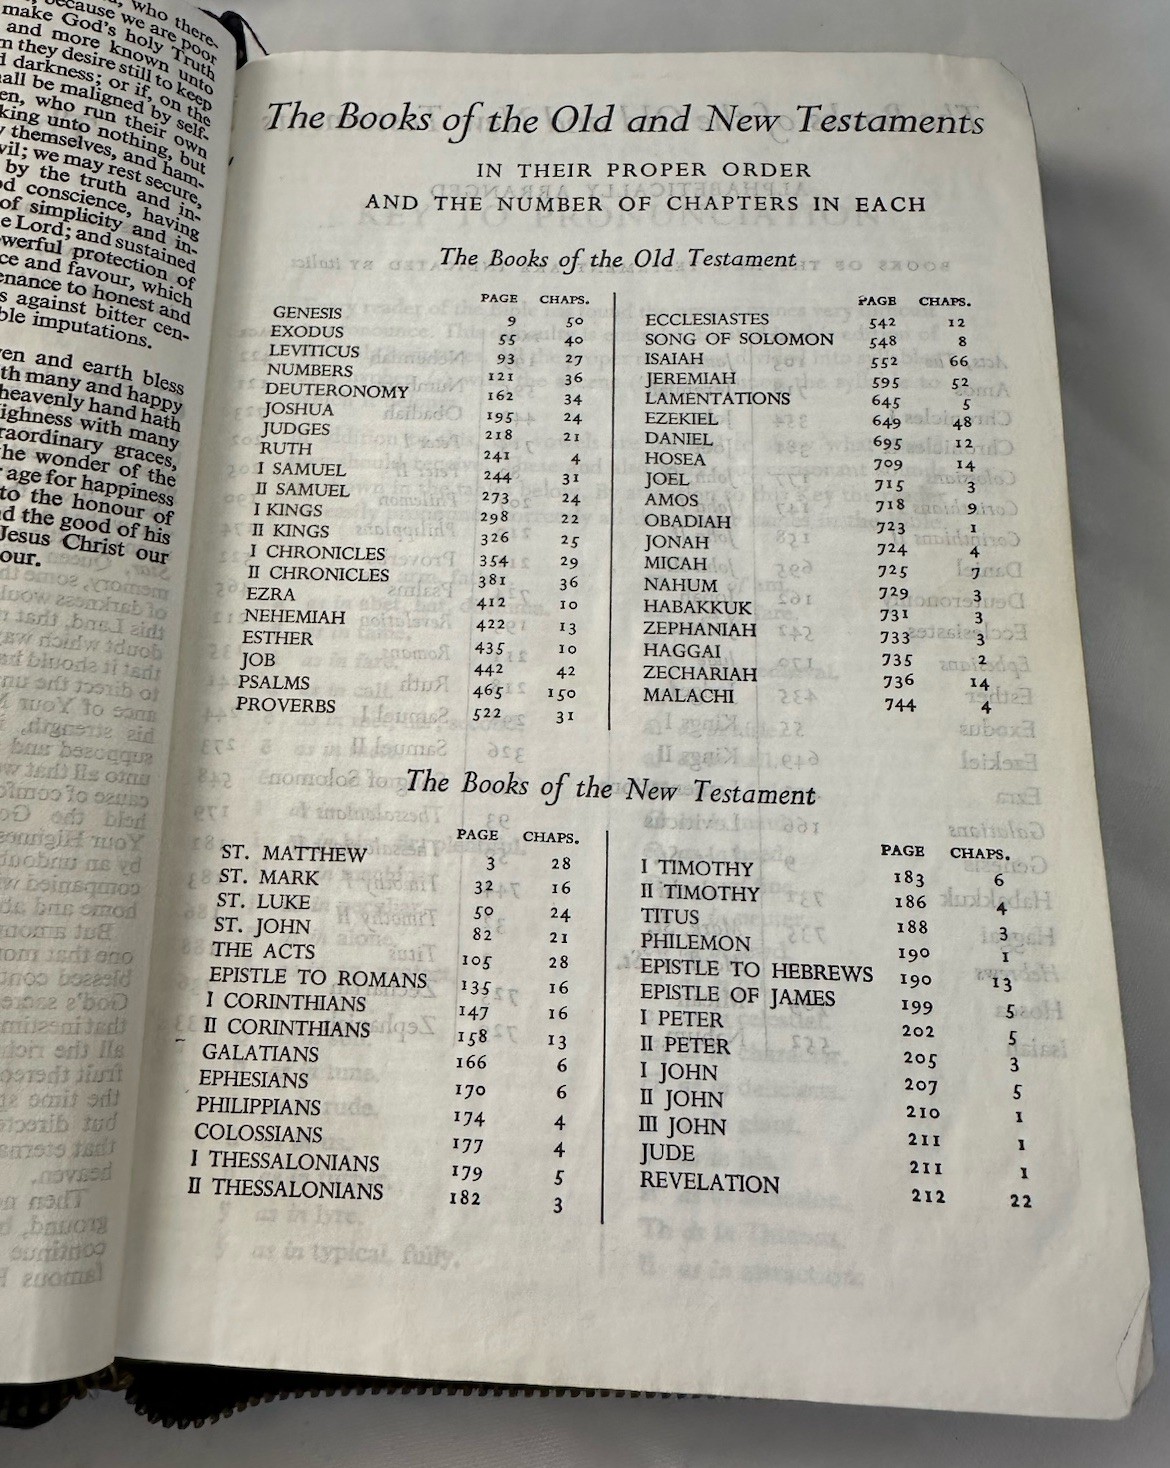 who there-
because we are poor
make God's holy Truth
and more known unto
they desire still to keep
darkness; or if, on the
all be maligned by self-
en, who run their own
king unto nothing, but
themselves, and ham-
vil; we may rest secure,
by the truth and in-
conscience, having
of simplicity and in-
e Lord; and sustained
owerful protection of
ce and favour, which
enance to honest and
s against bitter cen-
ble imputations.
ven and earth bless
th many and happy
heavenly hand hath
ighness with many
raordinary graces,
he wonder of the
age for happiness
to the honour of
d the good of his
Jesus Christ our
our.
The Books of the Old and New Testaments
IN THEIR PROPER ORDER
AND THE NUMBER OF CHAPTERS IN EACH
The Books of the Old Testament
PAGE CHAPS.
GENESIS 9 50
EXODUS 55 40
LEVITICUS 93 27
NUMBERS 121 36
DEUTERONOMY 162 34
JOSHUA 195 24
JUDGES 218 21
RUTH 241 4
I SAMUEL 244 31
II SAMUEL 273 24
I KINGS 298 22
II KINGS 326 25
I CHRONICLES 354 29
II CHRONICLES 381 36
EZRA 412 10
NEHEMIAH 422 13
ESTHER 435 10
JOB 442 42
PSALMS 465 150
PROVERBS 522 31
PAGE CHAPS.
ECCLESIASTES 542 12
SONG OF SOLOMON 548 8
ISAIAH 552 66
JEREMIAH 595 52
LAMENTATIONS 645 5
EZEKIEL 649 48
DANIEL 695 12
HOSEA 709 14
JOEL 715 3
AMOS 718 9
OBADIAH 723 1
JONAH 724 4
MICAH 725 7
NAHUM 729 3
HABAKKUK 731 3
ZEPHANIAH 733 3
HAGGAI 735 2
ZECHARIAH 736 14
MALACHI 744 4
The Books of the New Testament
PAGE CHAPS.
ST. MATTHEW 3 28
ST. MARK 32 16
ST. LUKE 50 24
ST. JOHN 82 21
THE ACTS 105 28
EPISTLE TO ROMANS 135 16
I CORINTHIANS 147 16
II CORINTHIANS 158 13
GALATIANS 166 6
EPHESIANS 170 6
PHILIPPIANS 174 4
COLOSSIANS 177 4
I THESSALONIANS 179 5
II THESSALONIANS 182 3
PAGE CHAPS.
I TIMOTHY 183 6
II TIMOTHY 186 4
TITUS 188 3
PHILEMON 190 1
EPISTLE TO HEBREWS 190 13
EPISTLE OF JAMES 199 5
I PETER 202 5
II PETER 205 3
I JOHN 207 5
II JOHN 210 1
III JOHN 211 1
JUDE 211 1
REVELATION 212 22